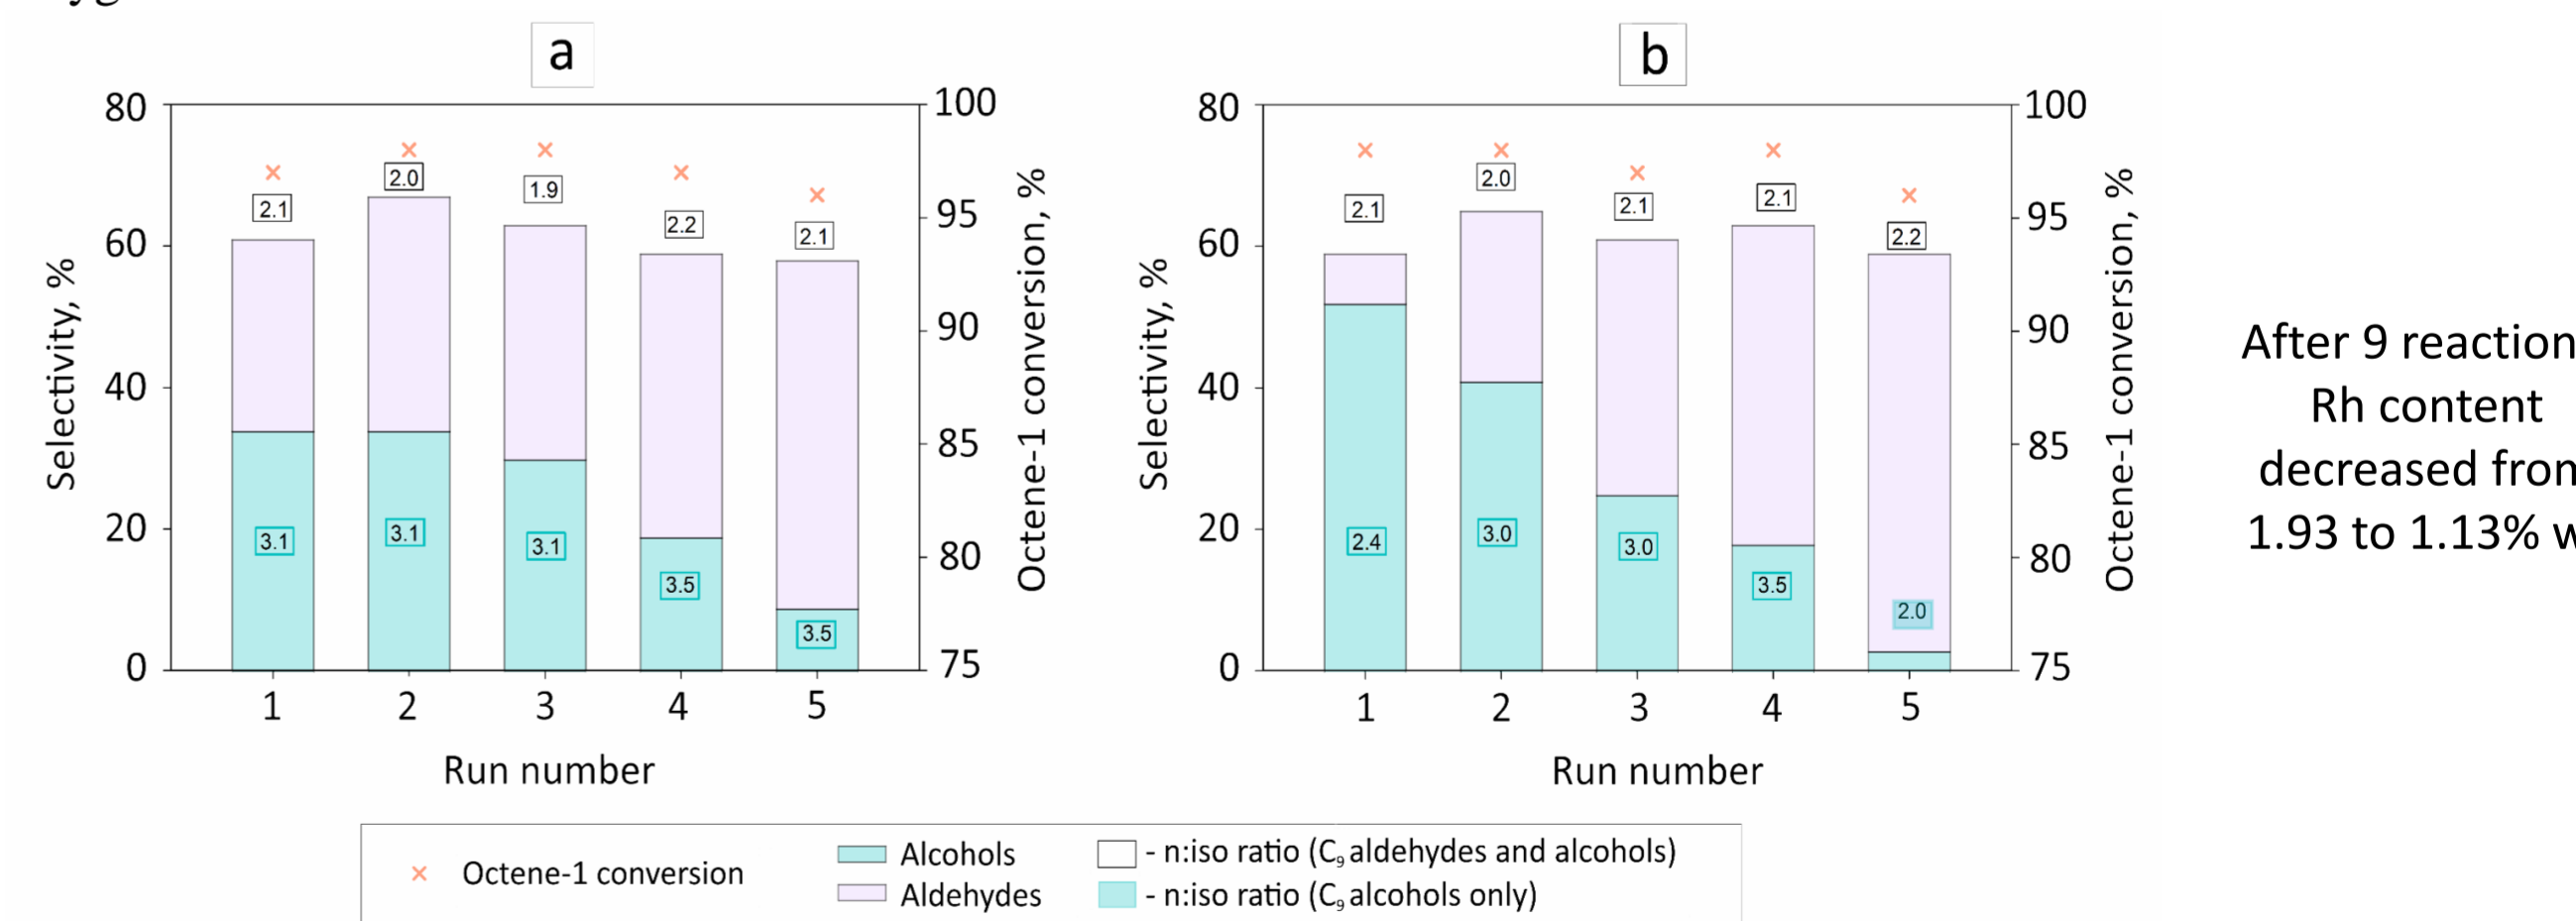 a
80
60
40
20
0
Selectivity, %
100
95
90
85
80
75
Octene-1 conversion, %
2.1
2.0
1.9
2.2
2.1
3.1
3.1
3.1
3.5
3.5
1 2 3 4 5
Run number
b
80
60
40
20
0
Selectivity, %
100
95
90
85
80
75
Octene-1 conversion, %
2.1
2.0
2.1
2.1
2.2
2.4
3.0
3.0
3.5
2.0
1 2 3 4 5
Run number
After 9 reaction
Rh content
decreased from
1.93 to 1.13%
Octene-1 conversion
Alcohols
Aldehydes
- n:iso ratio (C₉ aldehydes and alcohols)
- n:iso ratio (C₉ alcohols only)